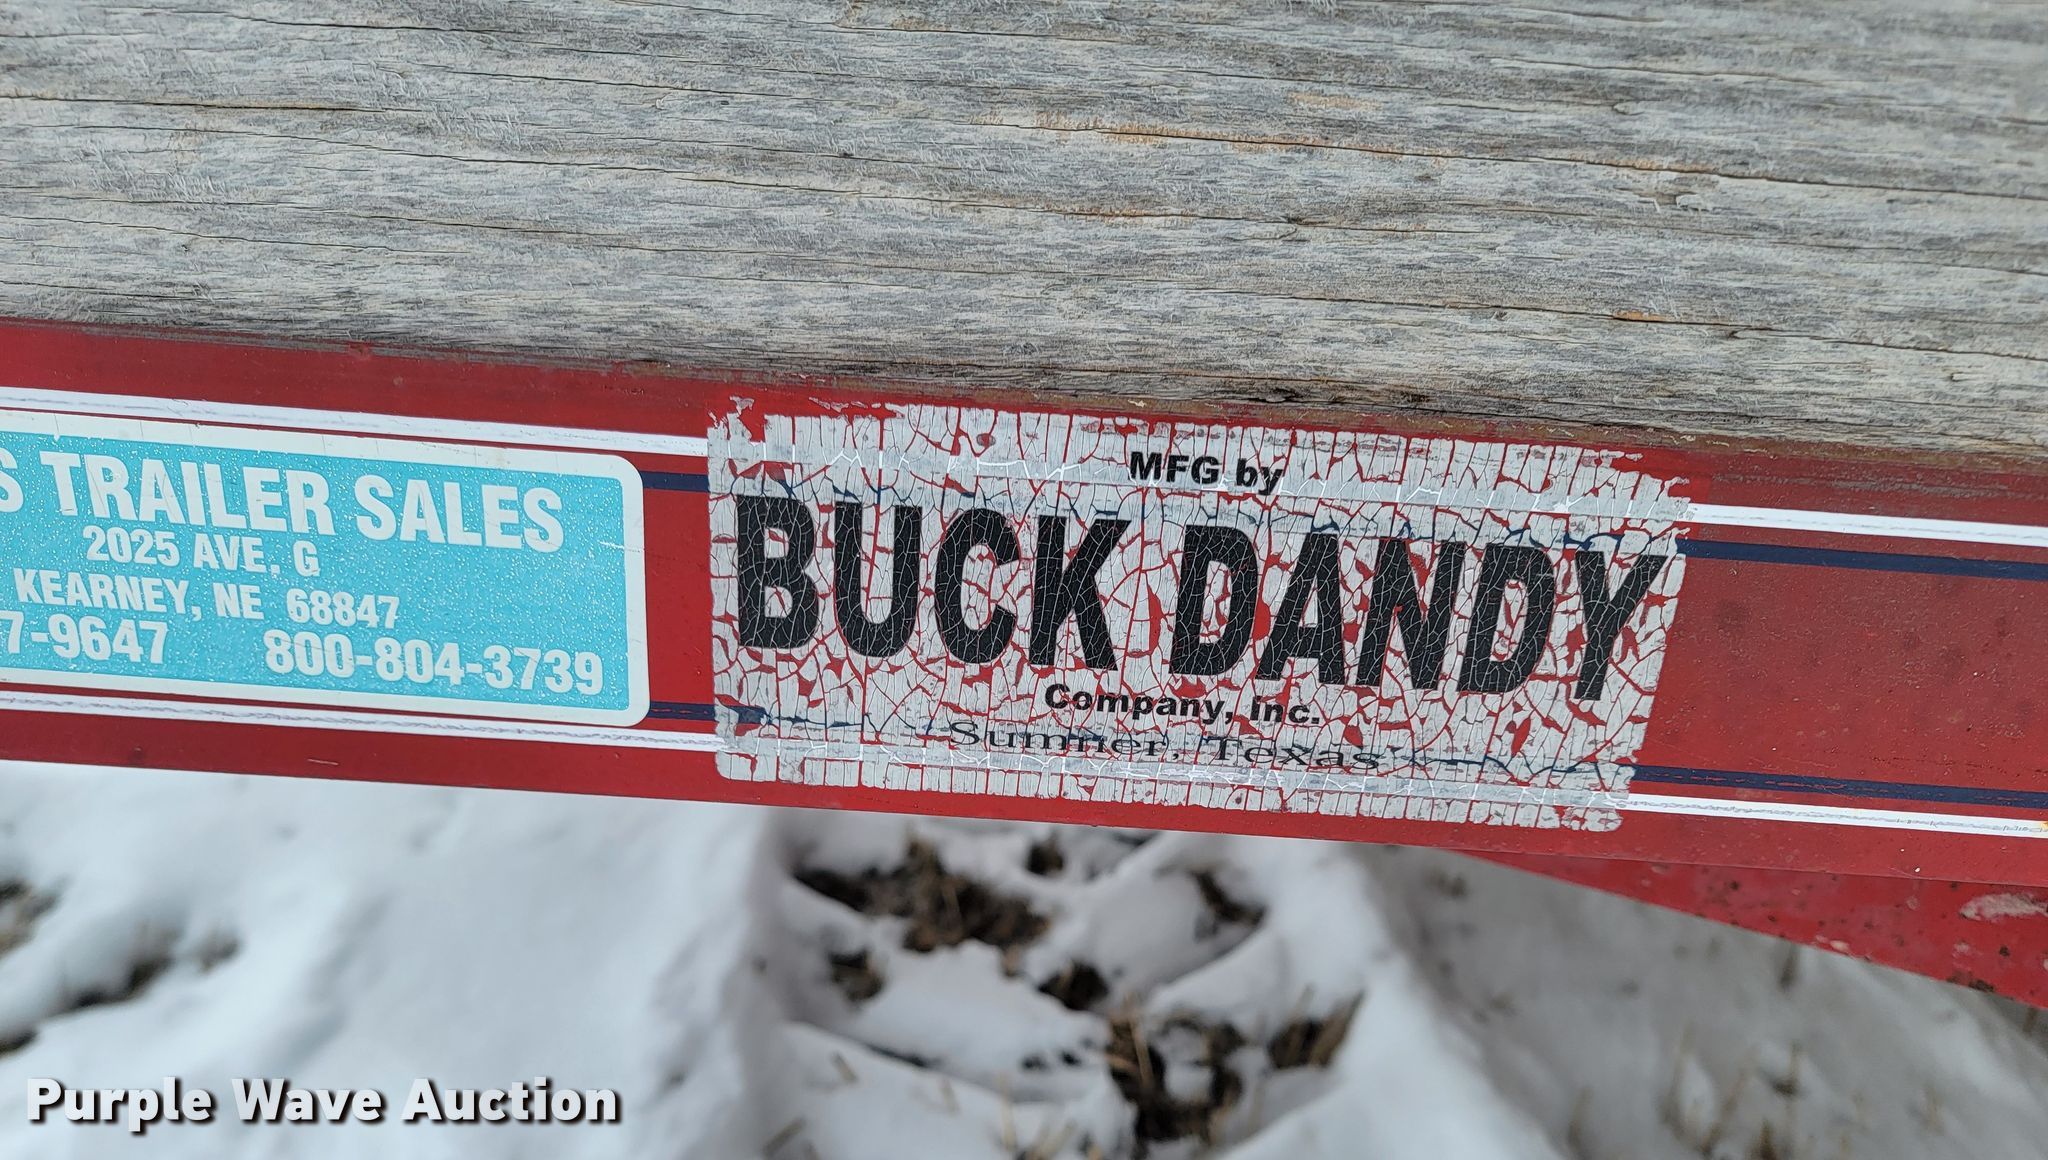 S TRAILER SALES
2025 AVE. G
KEARNEY, NE 68847
7-9647 800-804-3739
MFG by
BUCK DANDY
Company, Inc.
Sumner, Texas
Purple Wave Auction